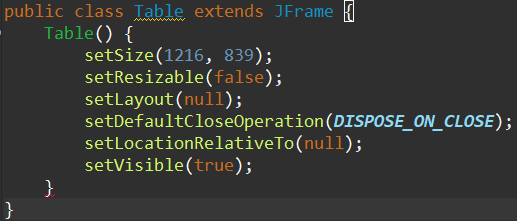 public class Table extends JFrame {
    Table() {
        setSize(1216, 839);
        setResizable(false);
        setLayout(null);
        setDefaultCloseOperation(DISPOSE_ON_CLOSE);
        setLocationRelativeTo(null);
        setVisible(true);
    }
}